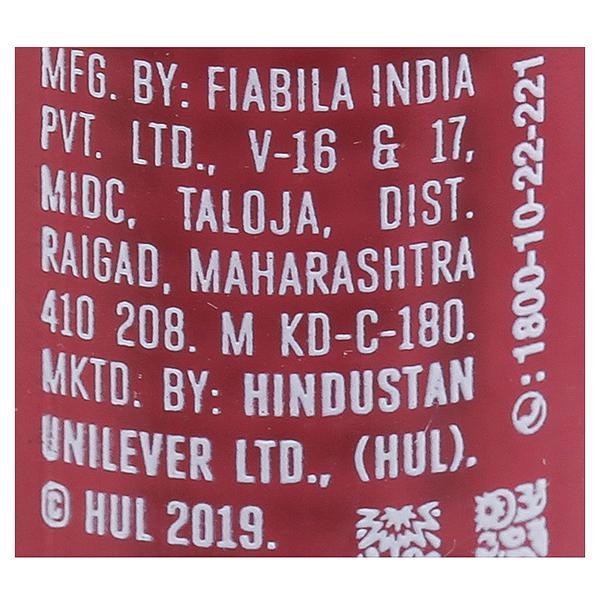 MFG. BY: FIABILA INDIA
PVT. LTD., V-16 & 17,
MIDC, TALOJA, DIST.
RAIGAD, MAHARASHTRA
410 208. M KD-C-180.
MKTD. BY: HINDUSTAN
UNILEVER LTD., (HUL).
© HUL 2019.
: 1800-10-22-221